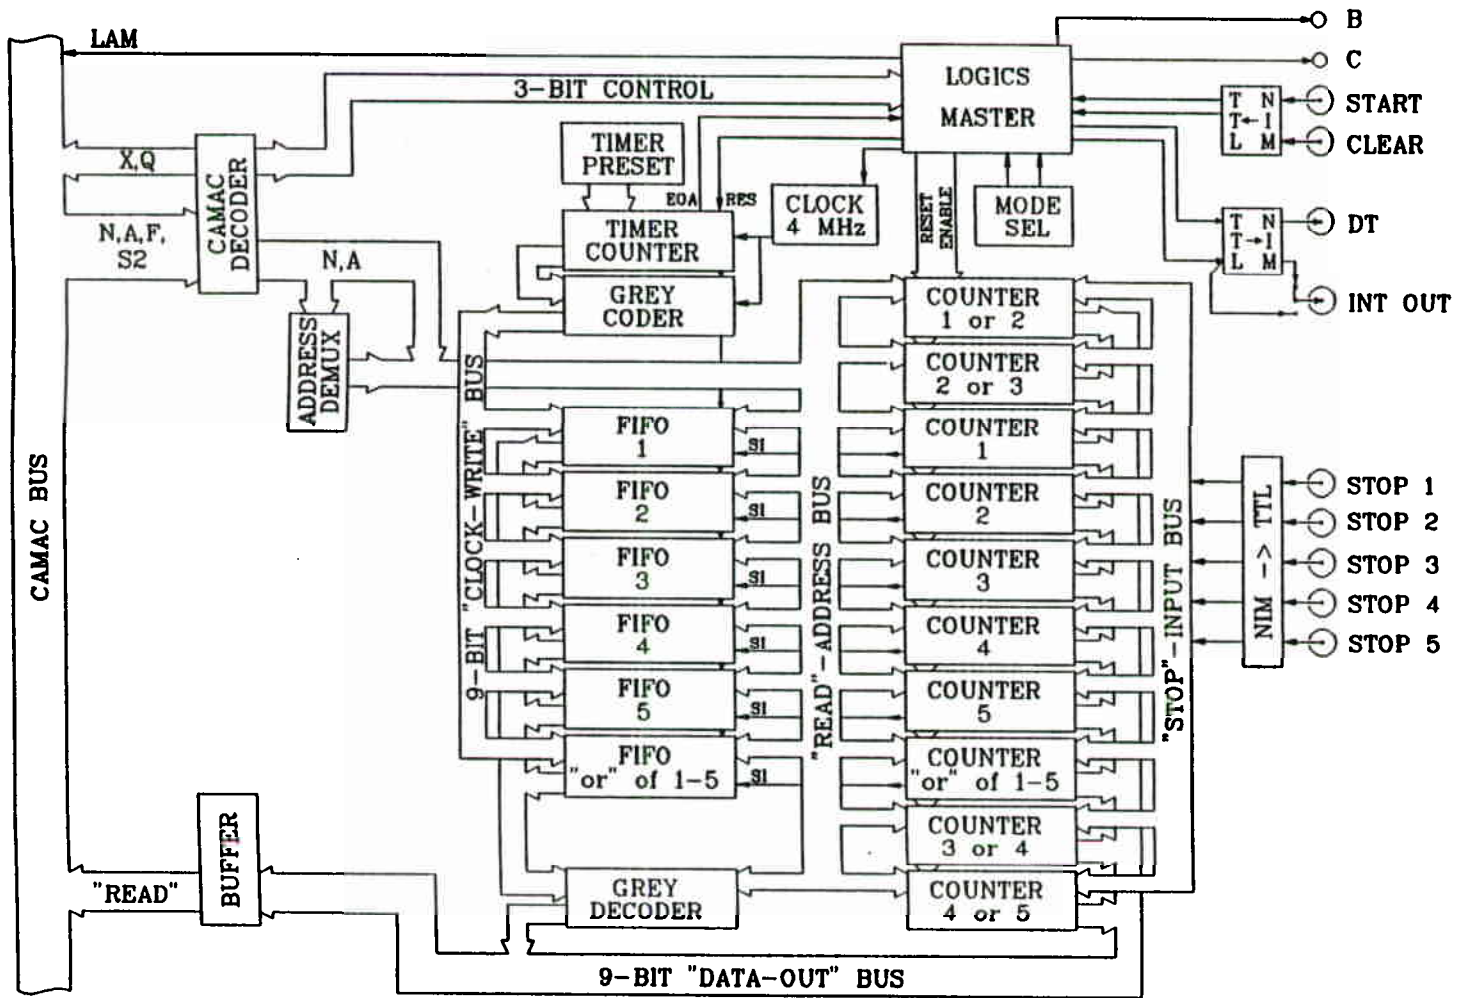 B
LAM
C
LOGICS
MASTER
3-BIT CONTROL
T N
T←I
L M
START
CLEAR
TIMER
PRESET
X,Q
CAMAC
DECODER
EOA
RES
CLOCK
4 MHz
RESET
ENABLE
MODE
SEL
N,A,F,
S2
TIMER
COUNTER
T N
T→I
L M
DT
N,A
GREY
CODER
COUNTER
1 or 2
INT OUT
ADDRESS
DEMUX
COUNTER
2 or 3
FIFO
1
SI
COUNTER
1
CAMAC BUS
9-BIT "CLOCK-WRITE" BUS
FIFO
2
SI
"READ"-ADDRESS BUS
COUNTER
2
"STOP"-INPUT BUS
NIM -> TTL
STOP 1
STOP 2
STOP 3
STOP 4
STOP 5
FIFO
3
SI
COUNTER
3
FIFO
4
SI
COUNTER
4
FIFO
5
SI
COUNTER
5
FIFO
"or" of 1-5
SI
COUNTER
"or" of 1-5
COUNTER
3 or 4
BUFFER
"READ"
GREY
DECODER
COUNTER
4 or 5
9-BIT "DATA-OUT" BUS